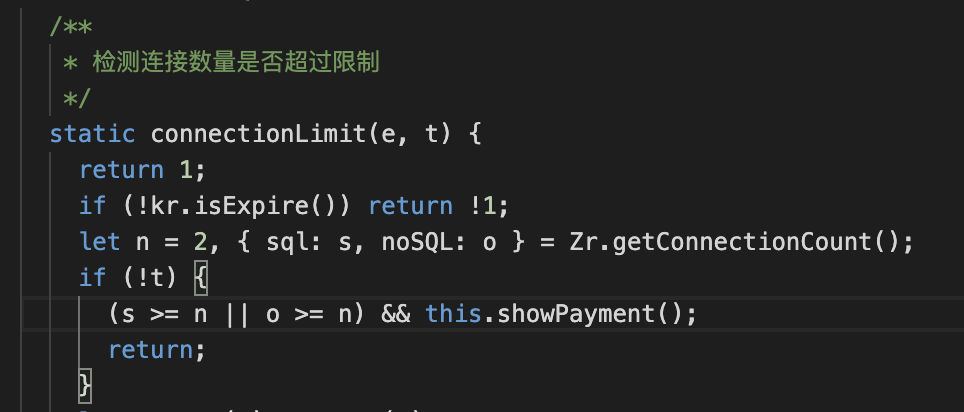 /**
* 检测连接数量是否超过限制
*/
static connectionLimit(e, t) {
return 1;
if (!kr.isExpire()) return !1;
let n = 2, { sql: s, noSQL: o } = Zr.getConnectionCount();
if (!t) {
(s >= n || o >= n) && this.showPayment();
return;
}